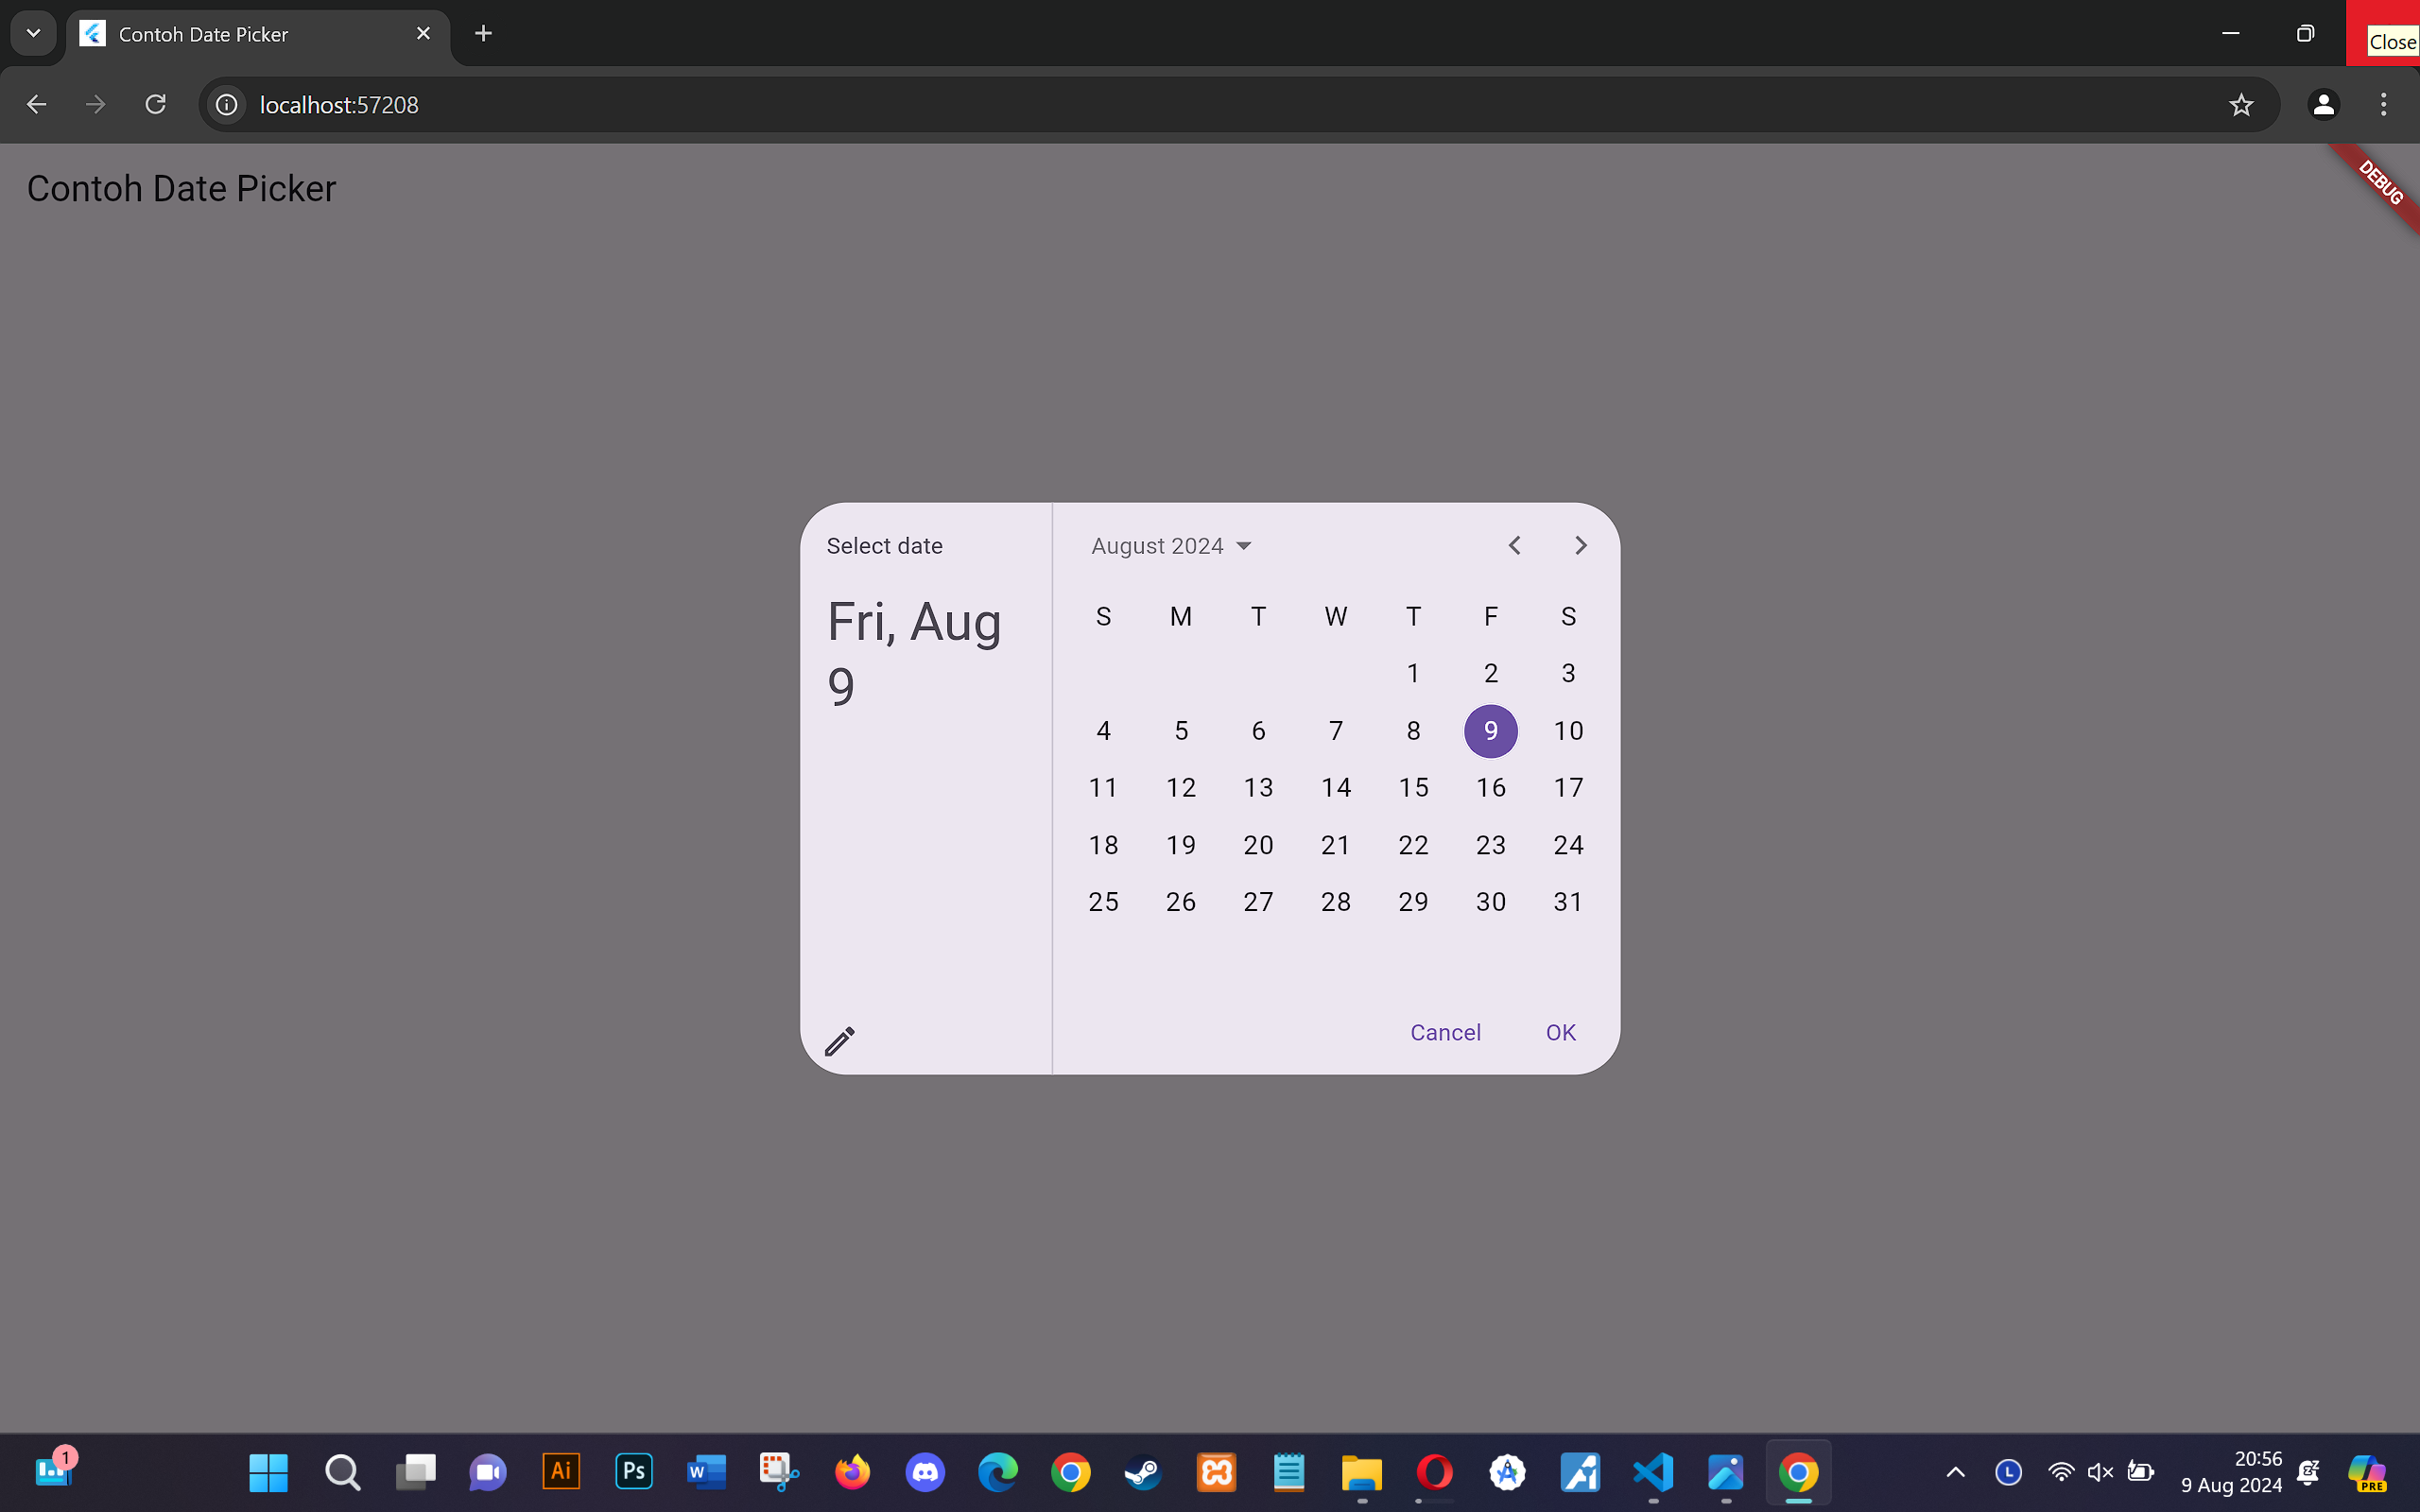 Contoh Date Picker
Close
localhost:57208
Contoh Date Picker
DEBUG
Select date
Fri, Aug
9
August 2024
S M T W T F S
1 2 3
4 5 6 7 8 9 10
11 12 13 14 15 16 17
18 19 20 21 22 23 24
25 26 27 28 29 30 31
Cancel OK
1
Ai
Ps
W
L
20:56
9 Aug 2024
PRE